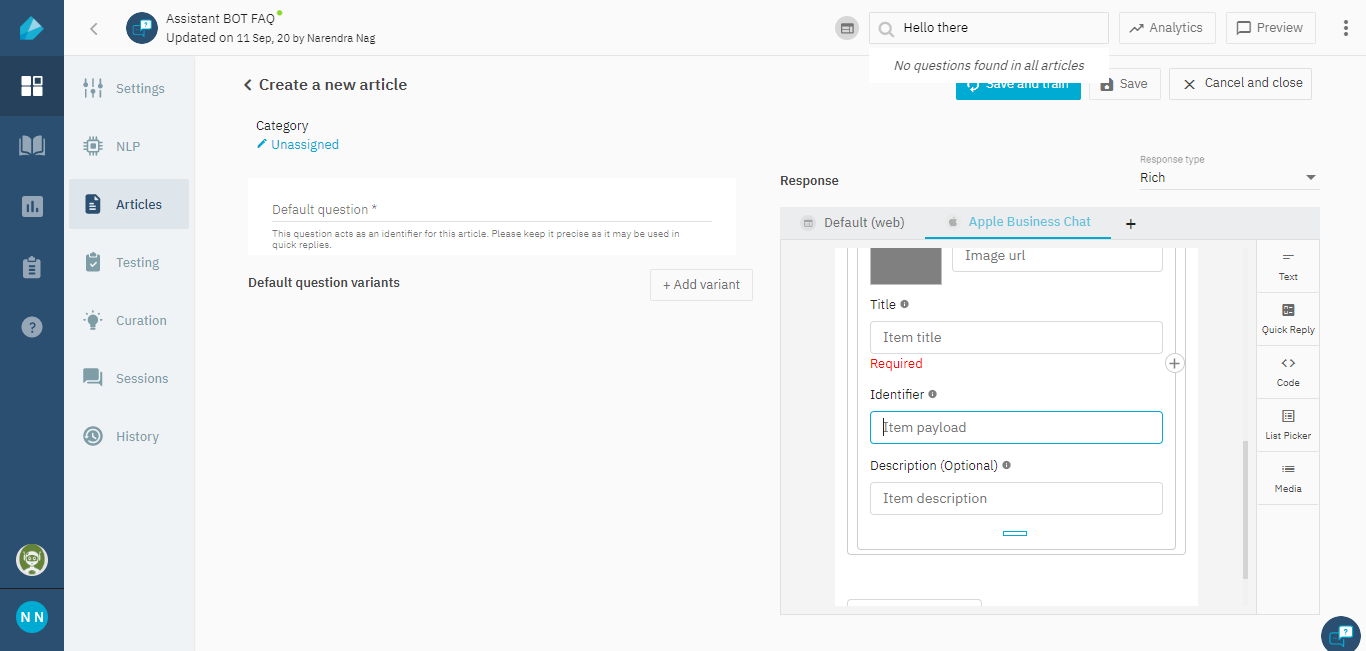 Assistant BOT FAQ
Updated on 11 Sep, 20 by Narendra Nag
Hello there
Analytics
Preview
No questions found in all articles
Settings
NLP
Articles
Testing
Curation
Sessions
History
N N
Create a new article
Save and train
Save
Cancel and close
Category
Unassigned
Default question *
This question acts as an identifier for this article. Please keep it precise as it may be used in
quick replies.
Default question variants
+ Add variant
Response
Response type
Rich
Default (web)
Apple Business Chat
+
Image url
Title
Item title
Required
Identifier
Item payload
Description (Optional)
Item description
Text
Quick Reply
Code
List Picker
Media